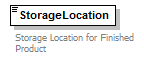 StorageLocation
Storage Location for Finished
Product